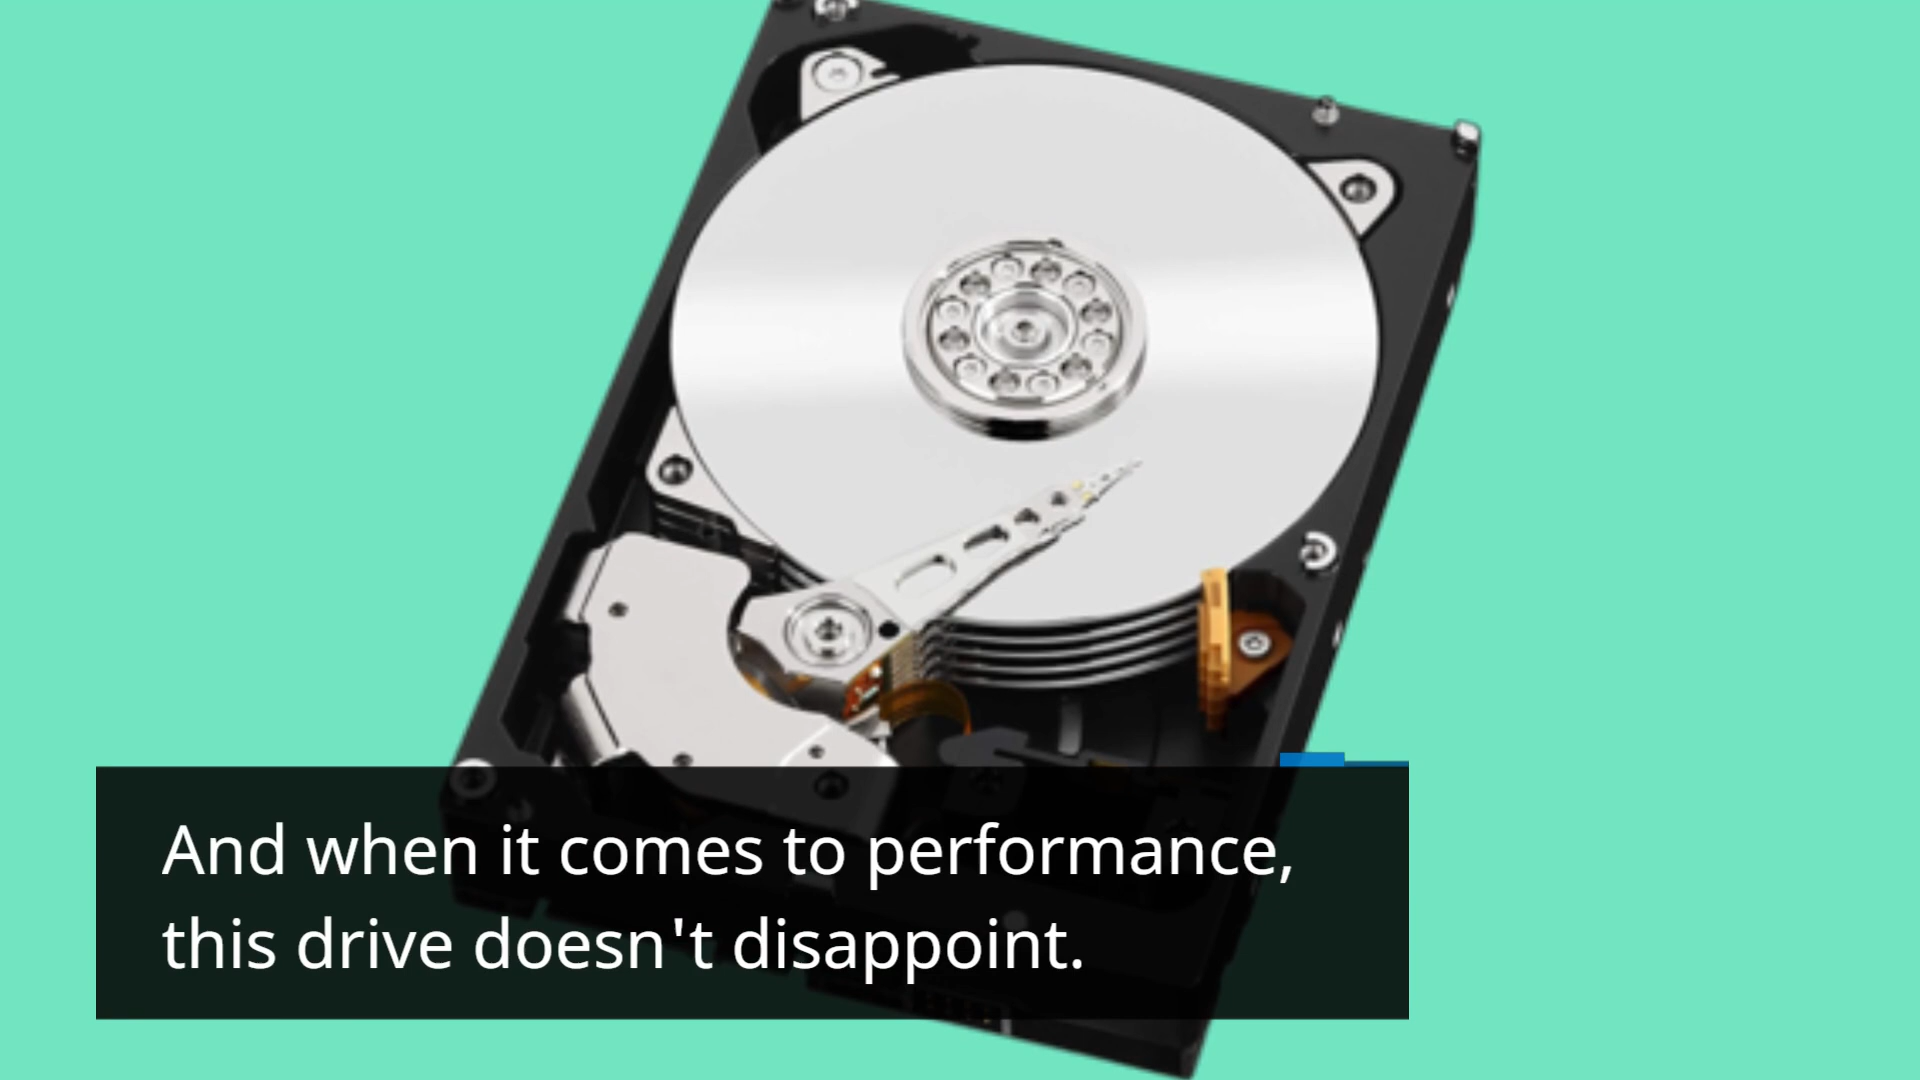 And when it comes to performance,
this drive doesn't disappoint.